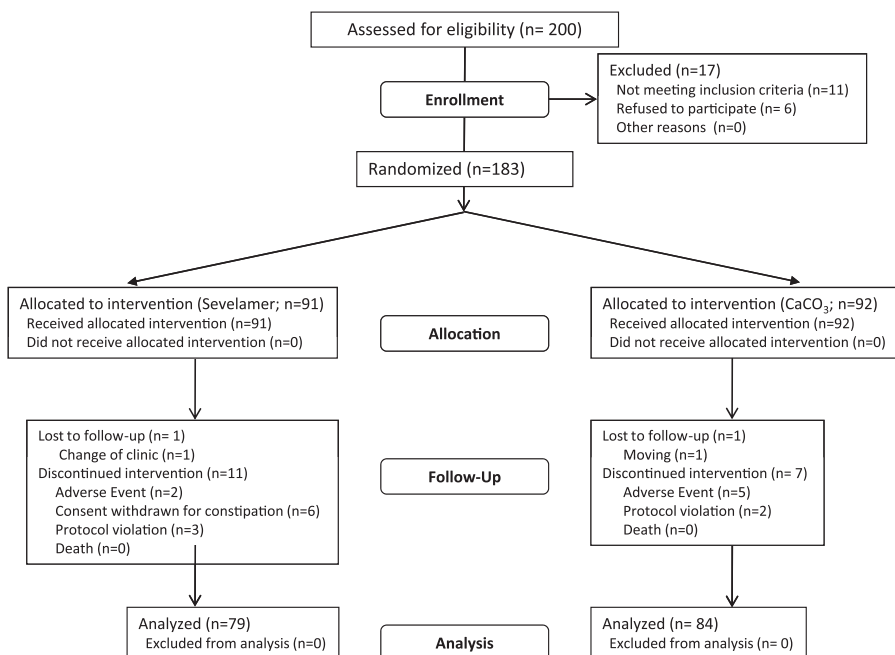 Assessed for eligibility (n= 200)
Excluded (n=17)
Not meeting inclusion criteria (n=11)
Refused to participate (n= 6)
Other reasons (n=0)
Enrollment
Randomized (n=183)
Allocated to intervention (Sevelamer; n=91)
Received allocated intervention (n=91)
Did not receive allocated intervention (n=0)
Allocation
Allocated to intervention (CaCO₃; n=92)
Received allocated intervention (n=92)
Did not receive allocated intervention (n=0)
Lost to follow-up (n= 1)
Change of clinic (n=1)
Discontinued intervention (n=11)
Adverse Event (n=2)
Consent withdrawn for constipation (n=6)
Protocol violation (n=3)
Death (n=0)
Follow-Up
Lost to follow-up (n=1)
Moving (n=1)
Discontinued intervention (n= 7)
Adverse Event (n=5)
Protocol violation (n=2)
Death (n=0)
Analyzed (n=79)
Excluded from analysis (n=0)
Analysis
Analyzed (n= 84)
Excluded from analysis (n= 0)